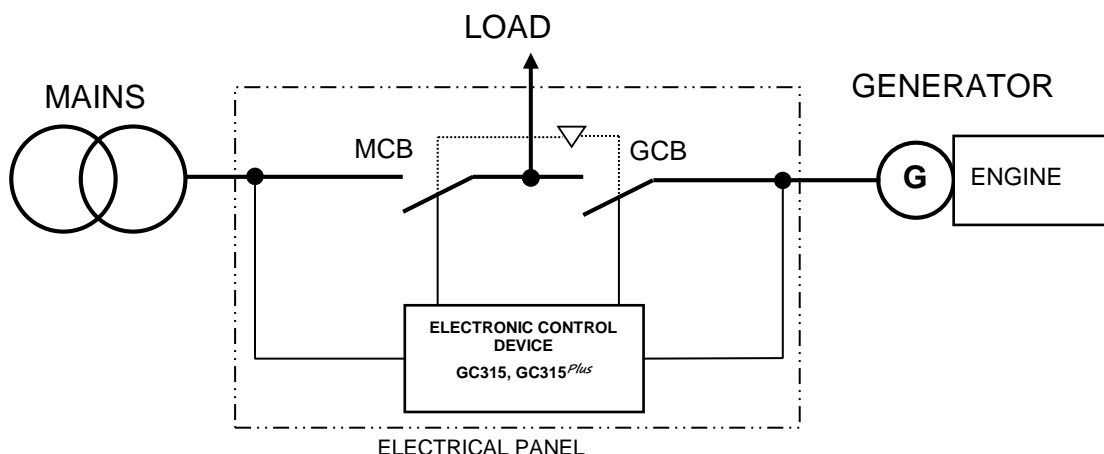 LOAD
MAINS
GENERATOR
MCB
GCB
G
ENGINE
ELECTRONIC CONTROL
DEVICE
GC315, GC315Plus
ELECTRICAL PANEL